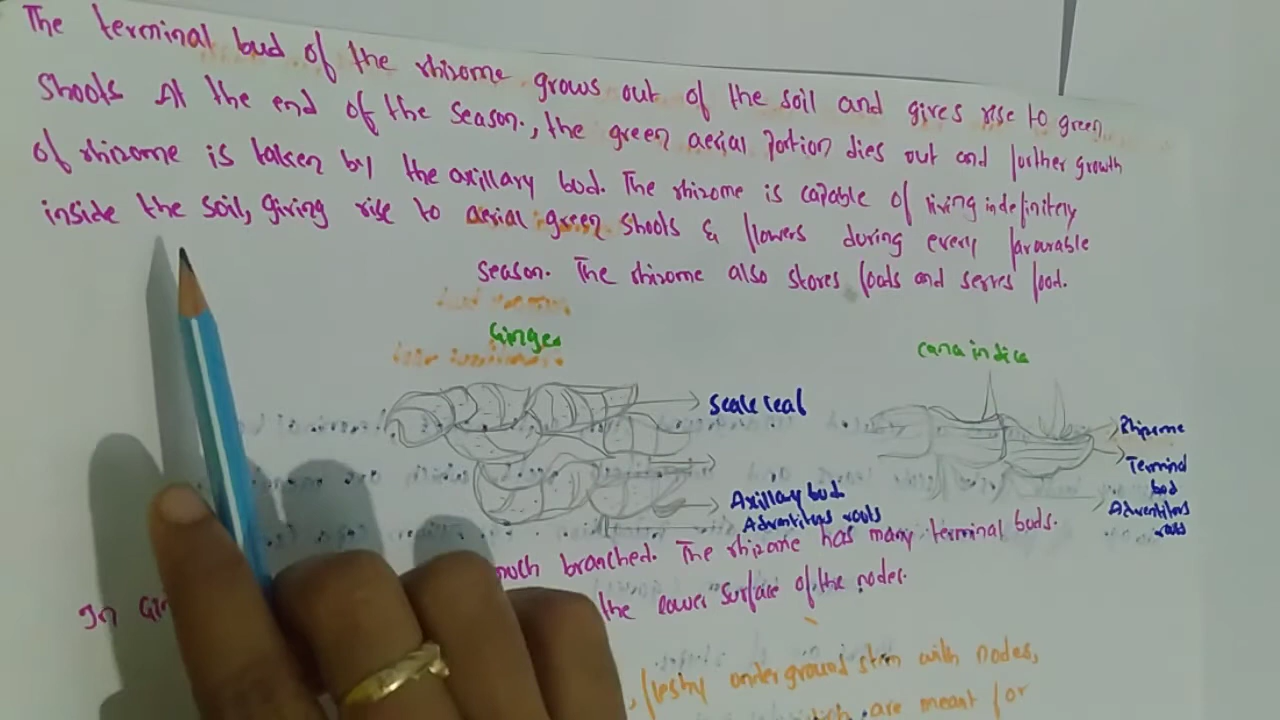 The terminal bud of the rhizome grows out of the soil and gives rise to green
shoots At the end of the season., the green aerial portion dies out and further growth
of rhizome is taken by the axillary bud. The rhizome is capable of living indefinitely
inside the soil, giving rise to aerial green shoots & flowers during every favourable
season. The rhizome also stores foods and serves food.
Ginger
cana indica
scale leaf
Rhizome
Terminal
bud
Axillary bud
Adventitous roots
Adventitors
roots
much branched. The rhizome has many terminal buds.
In Gin
the lower surface of the nodes.
, fleshy underground stem with nodes,
which are meant for